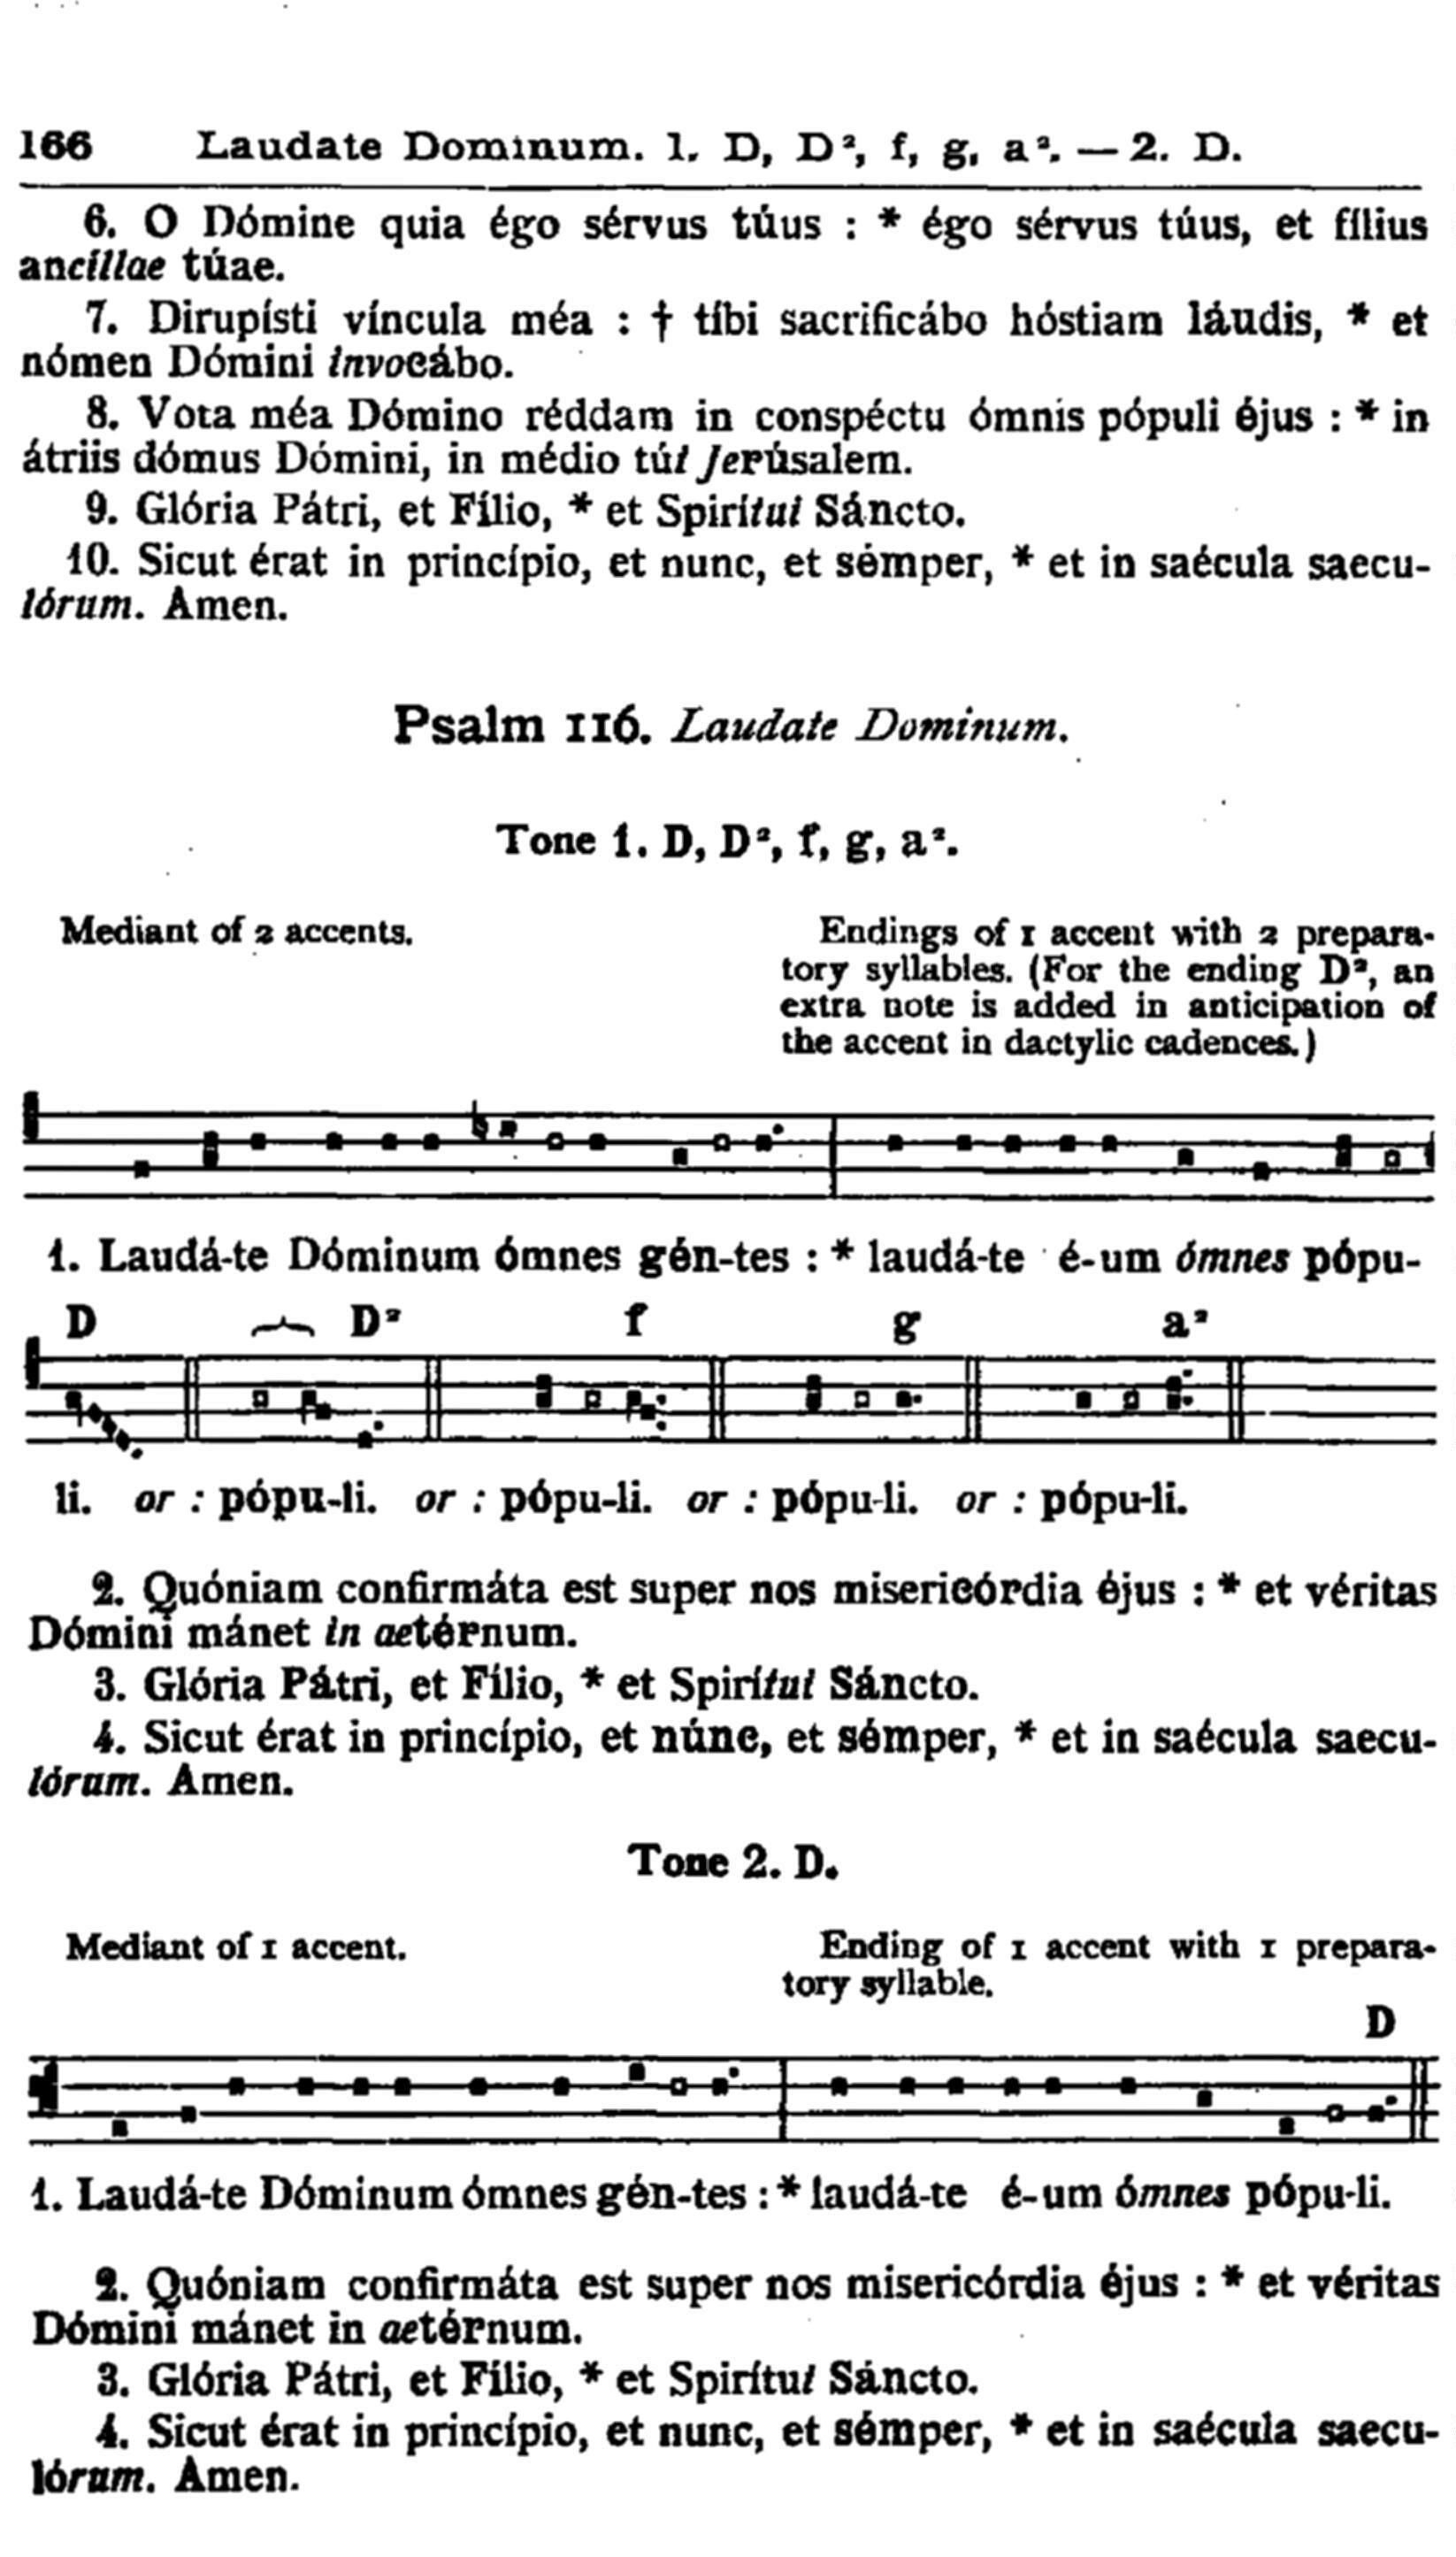 166 Laudate Dominum. 1. D, D², f, g, a². — 2. D.
6. O Dómine quia égo sérvus túus : * égo sérvus túus, et fílius
ancíllae túae.
7. Dirupísti víncula méa : † tíbi sacrificábo hóstiam láudis, * et
nómen Dómini invocábo.
8. Vota méa Dómino réddam in conspéctu ómnis pópuli éjus : * in
átriis dómus Dómini, in médio túi Jerúsalem.
9. Glória Pátri, et Fílio, * et Spirítui Sáncto.
10. Sicut érat in princípio, et nunc, et sémper, * et in saécula saecu-
lórum. Amen.
Psalm 116. Laudate Dominum.
Tone 1. D, D², f, g, a².
Mediant of 2 accents.
Endings of 1 accent with 2 prepara-
tory syllables. (For the ending D², an
extra note is added in anticipation of
the accent in dactylic cadences.)
1. Laudá-te Dóminum ómnes gén-tes : * laudá-te é-um ómnes pópu-
D D² f g a²
li. or : pópu-li. or : pópu-li. or : pópu-li. or : pópu-li.
2. Quóniam confirmáta est super nos misericórdia éjus : * et véritas
Dómini mánet in aetérnum.
3. Glória Pátri, et Fílio, * et Spirítui Sáncto.
4. Sicut érat in princípio, et núnc, et sémper, * et in saécula saecu-
lórum. Amen.
Tone 2. D.
Mediant of 1 accent.
Ending of 1 accent with 1 prepara-
tory syllable.
D
1. Laudá-te Dóminum ómnes gén-tes : * laudá-te é-um ómnes pópu-li.
2. Quóniam confirmáta est super nos misericórdia éjus : * et véritas
Dómini mánet in aetérnum.
3. Glória Pátri, et Fílio, * et Spirítui Sáncto.
4. Sicut érat in princípio, et nunc, et sémper, * et in saécula saecu-
lórum. Amen.